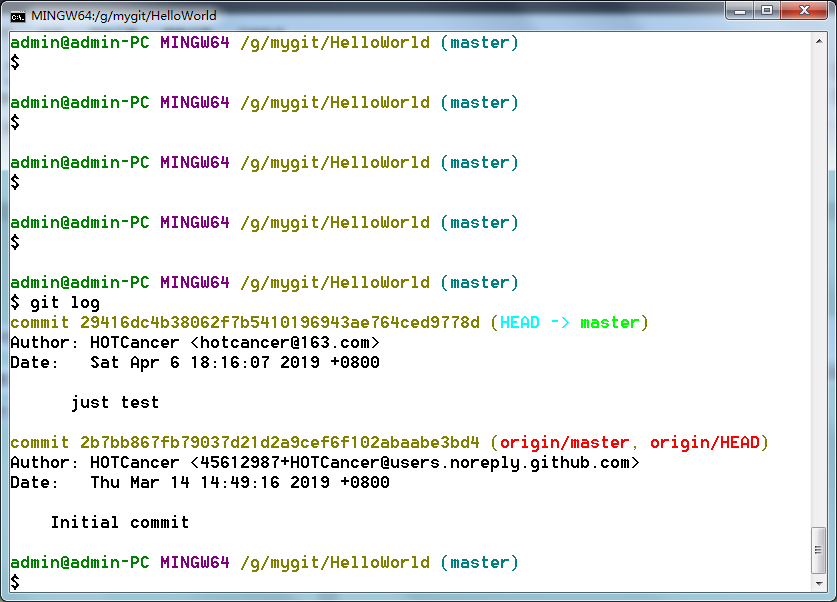 MINGW64:/g/mygit/HelloWorld
admin@admin-PC MINGW64 /g/mygit/HelloWorld (master)
$
admin@admin-PC MINGW64 /g/mygit/HelloWorld (master)
$
admin@admin-PC MINGW64 /g/mygit/HelloWorld (master)
$
admin@admin-PC MINGW64 /g/mygit/HelloWorld (master)
$
admin@admin-PC MINGW64 /g/mygit/HelloWorld (master)
$ git log
commit 29416dc4b38062f7b5410196943ae764ced9778d (HEAD -> master)
Author: HOTCancer <hotcancer@163.com>
Date:   Sat Apr 6 18:16:07 2019 +0800
just test
commit 2b7bb867fb79037d21d2a9cef6f102abaabe3bd4 (origin/master, origin/HEAD)
Author: HOTCancer <45612987+HOTCancer@users.noreply.github.com>
Date:   Thu Mar 14 14:49:16 2019 +0800
Initial commit
admin@admin-PC MINGW64 /g/mygit/HelloWorld (master)
$